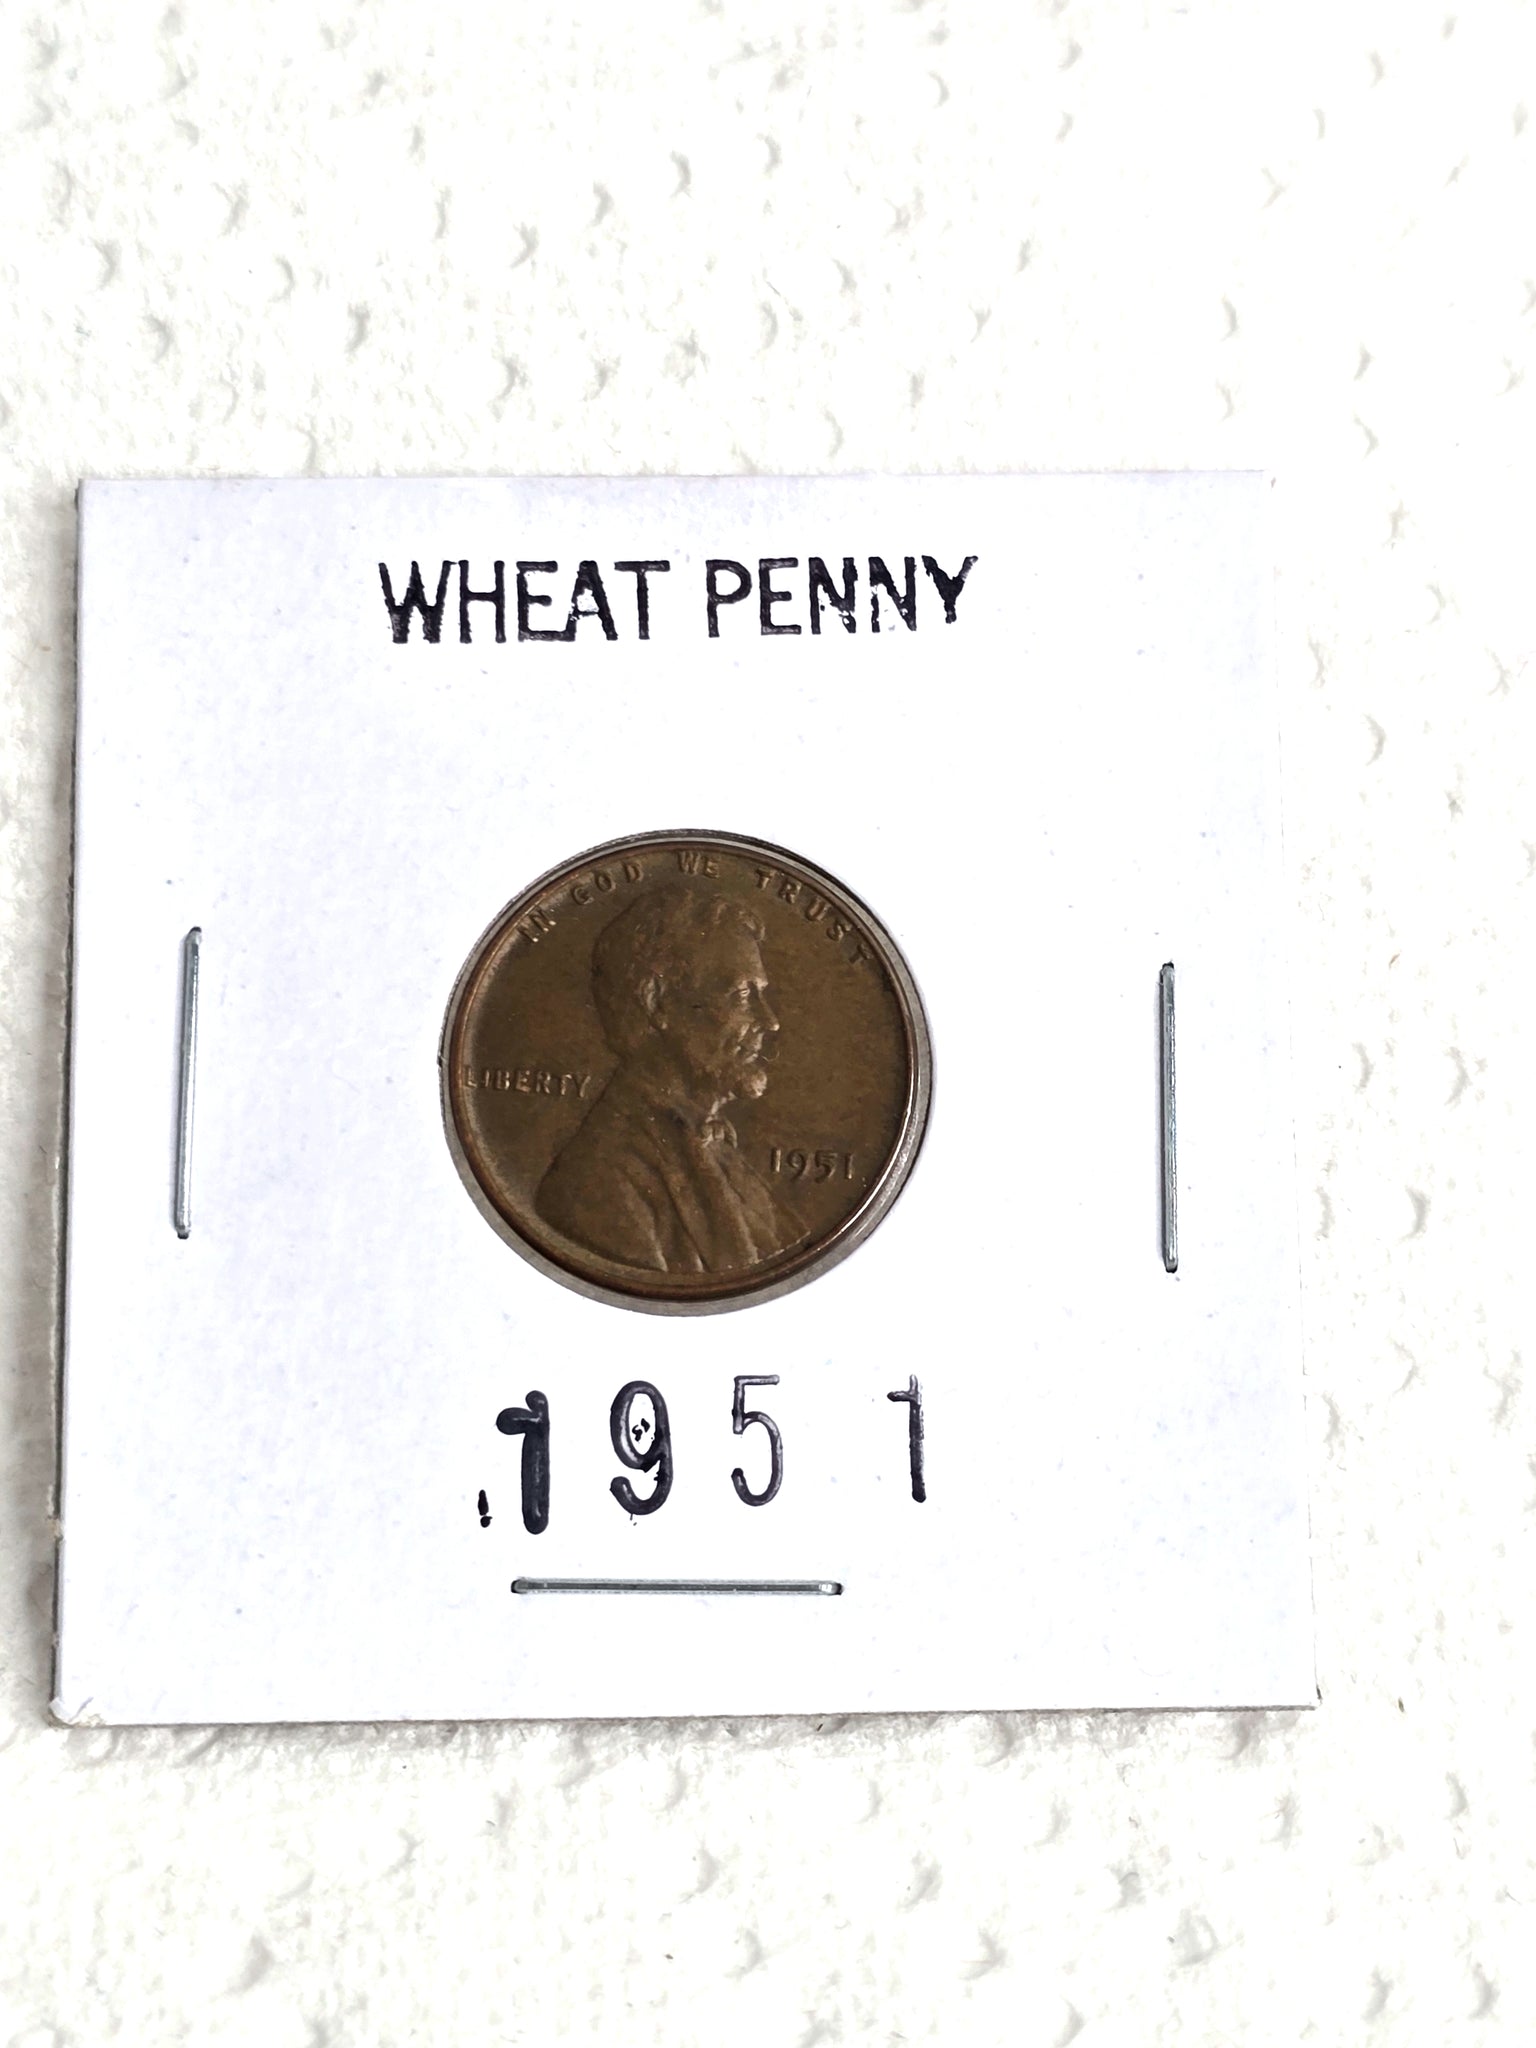 WHEAT PENNY
IN GOD WE TRUST
LIBERTY
1951
1951